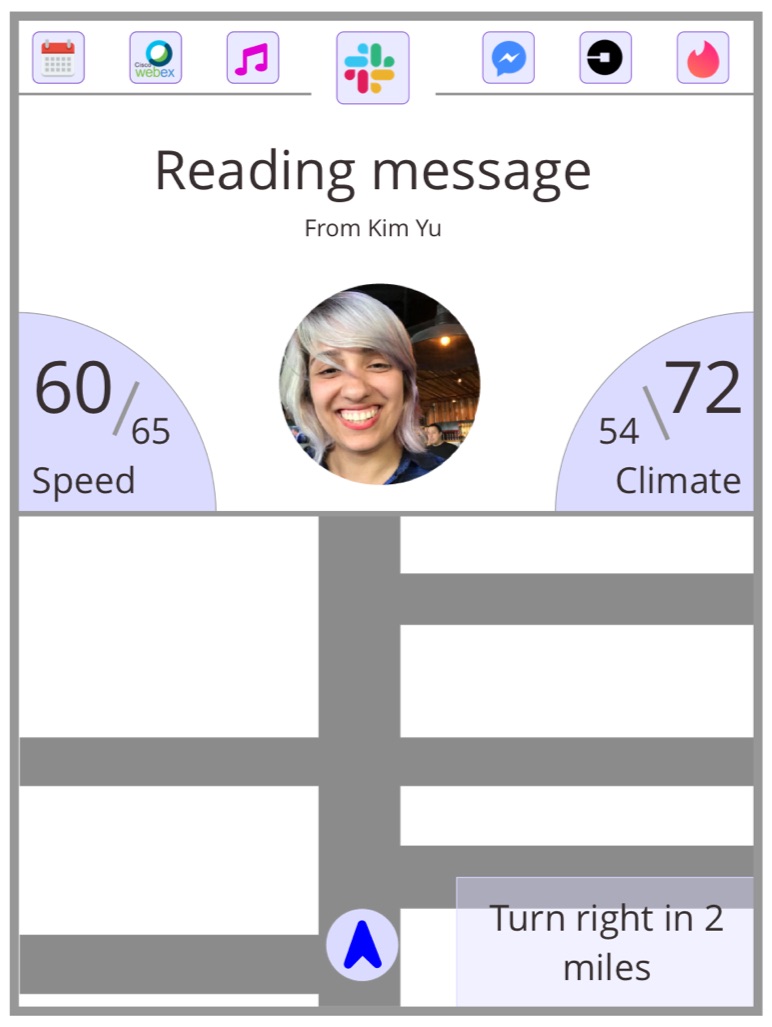 Cisco
webex
Reading message
From Kim Yu
60
65
Speed
72
54
Climate
Turn right in 2
miles